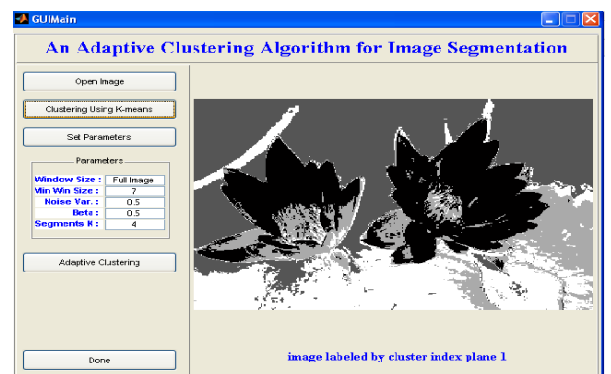 GUIMain
An Adaptive Clustering Algorithm for Image Segmentation
Open Image
Clustering Using K-means
Set Parameters
Parameters
Window Size : Full Image
Min Win Size : 7
Noise Var. : 0.5
Beta : 0.5
Segments K : 4
Adaptive Clustering
Done
image labeled by cluster index plane 1